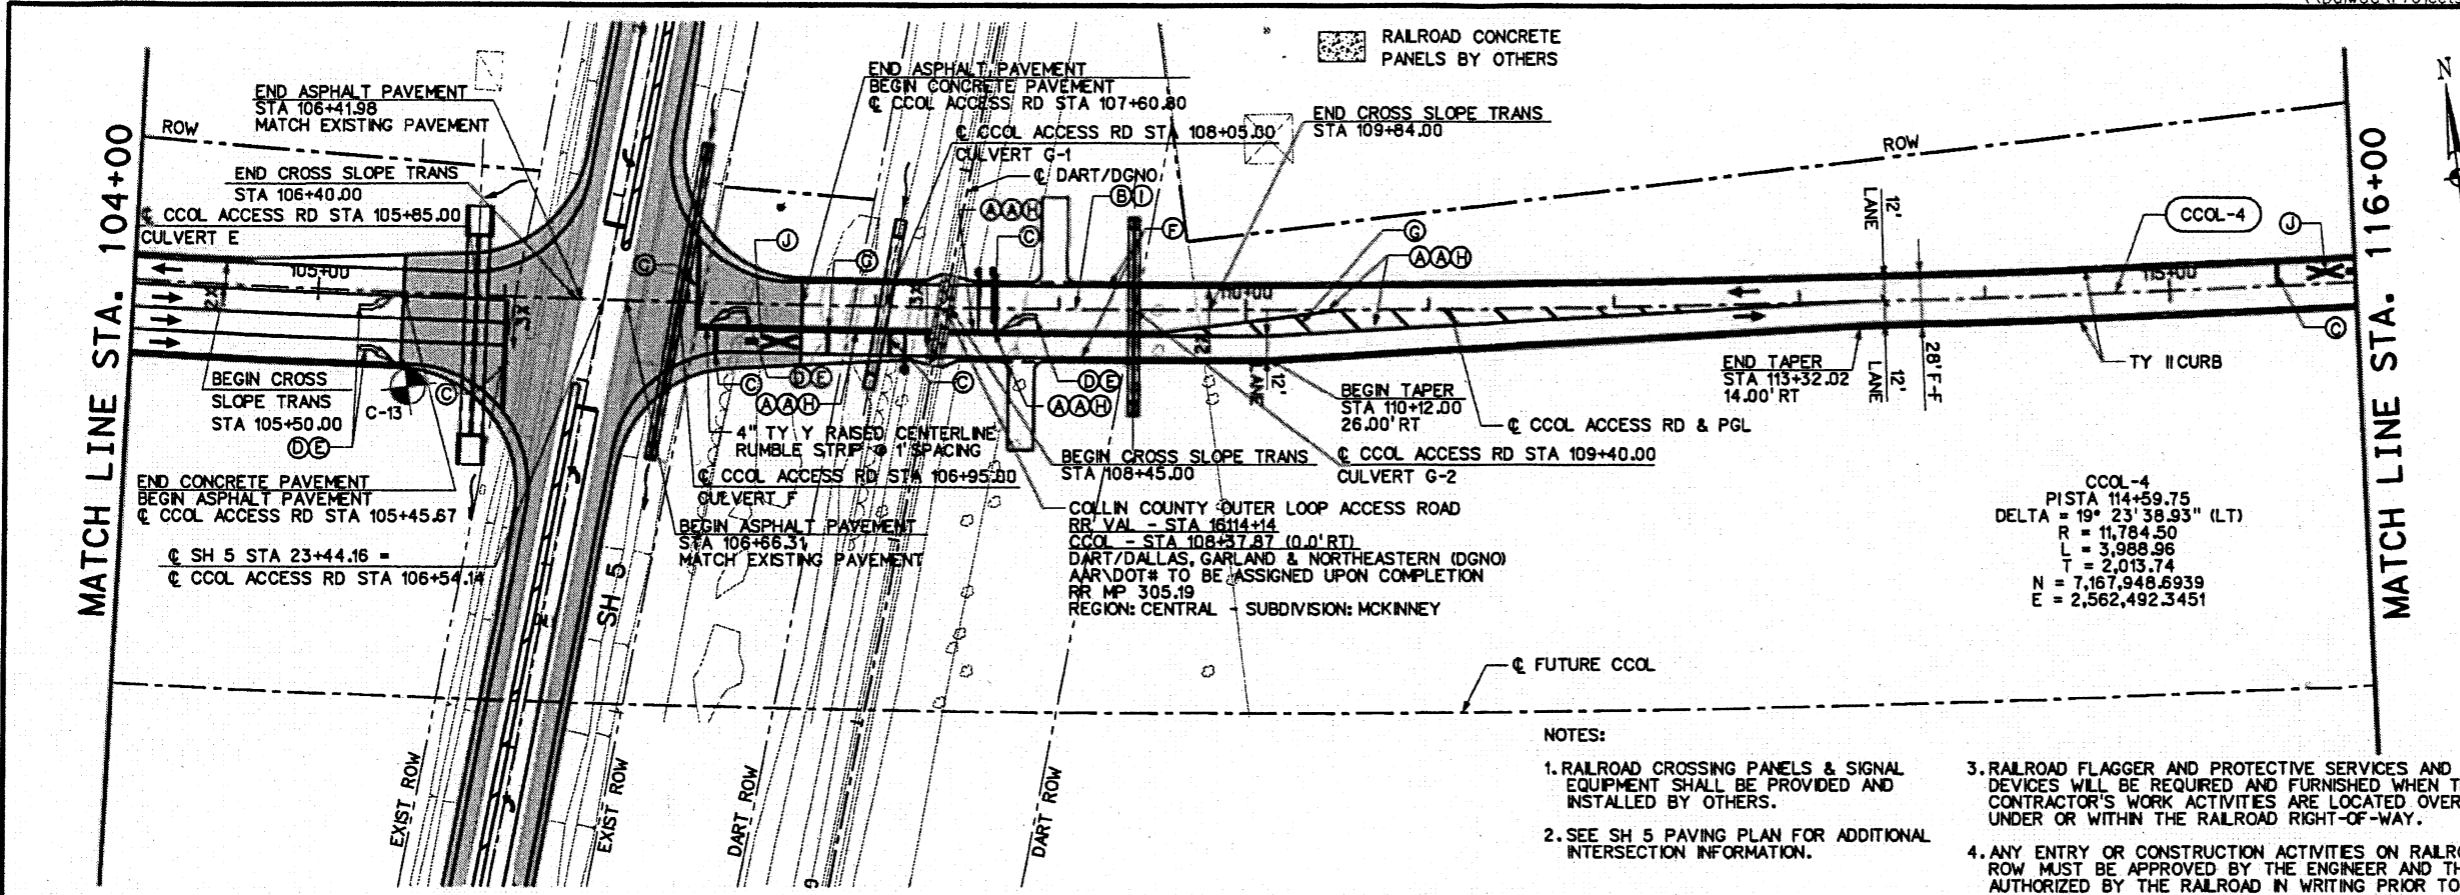 RAILROAD CONCRETE
PANELS BY OTHERS
N
MATCH LINE STA. 104+00
ROW
END ASPHALT PAVEMENT
STA 106+41.98
MATCH EXISTING PAVEMENT
END CROSS SLOPE TRANS
STA 106+40.00
℄ CCOL ACCESS RD STA 105+85.00
CULVERT E
END ASPHALT PAVEMENT
BEGIN CONCRETE PAVEMENT
℄ CCOL ACCESS RD STA 107+60.80
℄ CCOL ACCESS RD STA 108+05.00
CULVERT G-1
℄ DART/DGNO
END CROSS SLOPE TRANS
STA 109+84.00
ROW
12'
LANE
CCOL-4
J
A A H
B I
C
F
J
G
G
A A H
105+00
2%
3%
C
3%
110+00
2%
115+00
BEGIN CROSS
SLOPE TRANS
STA 105+50.00
D E
C-13
C
C
D E
A A H
C
D E
A A H
12'
LANE
BEGIN TAPER
STA 110+12.00
26.00' RT
END TAPER
STA 113+32.02
14.00' RT
12'
LANE
28' F-F
TY II CURB
C
℄ CCOL ACCESS RD & PGL
4" TY Y RAISED CENTERLINE
RUMBLE STRIP @ 1' SPACING
℄ CCOL ACCESS RD STA 106+95.00
CULVERT F
BEGIN ASPHALT PAVEMENT
STA 106+66.31
MATCH EXISTING PAVEMENT
BEGIN CROSS SLOPE TRANS
STA 108+45.00
℄ CCOL ACCESS RD STA 109+40.00
CULVERT G-2
END CONCRETE PAVEMENT
BEGIN ASPHALT PAVEMENT
℄ CCOL ACCESS RD STA 105+45.67
℄ SH 5 STA 23+44.16 =
℄ CCOL ACCESS RD STA 106+54.14
SH 5
COLLIN COUNTY OUTER LOOP ACCESS ROAD
RR VAL - STA 16114+14
CCOL - STA 108+37.87 (0.0' RT)
DART/DALLAS, GARLAND & NORTHEASTERN (DGNO)
AAR\DOT# TO BE ASSIGNED UPON COMPLETION
RR MP 305.19
REGION: CENTRAL - SUBDIVISION: MCKINNEY
CCOL-4
PI STA 114+59.75
DELTA = 19° 23' 38.93" (LT)
R = 11,784.50
L = 3,988.96
T = 2,013.74
N = 7,167,948.6939
E = 2,562,492.3451
MATCH LINE STA. 116+00
℄ FUTURE CCOL
EXIST ROW
EXIST ROW
DART ROW
DART ROW
NOTES:
1. RAILROAD CROSSING PANELS & SIGNAL
EQUIPMENT SHALL BE PROVIDED AND
INSTALLED BY OTHERS.
2. SEE SH 5 PAVING PLAN FOR ADDITIONAL
INTERSECTION INFORMATION.
3. RAILROAD FLAGGER AND PROTECTIVE SERVICES AND
DEVICES WILL BE REQUIRED AND FURNISHED WHEN
CONTRACTOR'S WORK ACTIVITIES ARE LOCATED OVER
UNDER OR WITHIN THE RAILROAD RIGHT-OF-WAY.
4. ANY ENTRY OR CONSTRUCTION ACTIVITIES ON
ROW MUST BE APPROVED BY THE ENGINEER AND
AUTHORIZED BY THE RAILROAD IN WRITING PRIOR TO